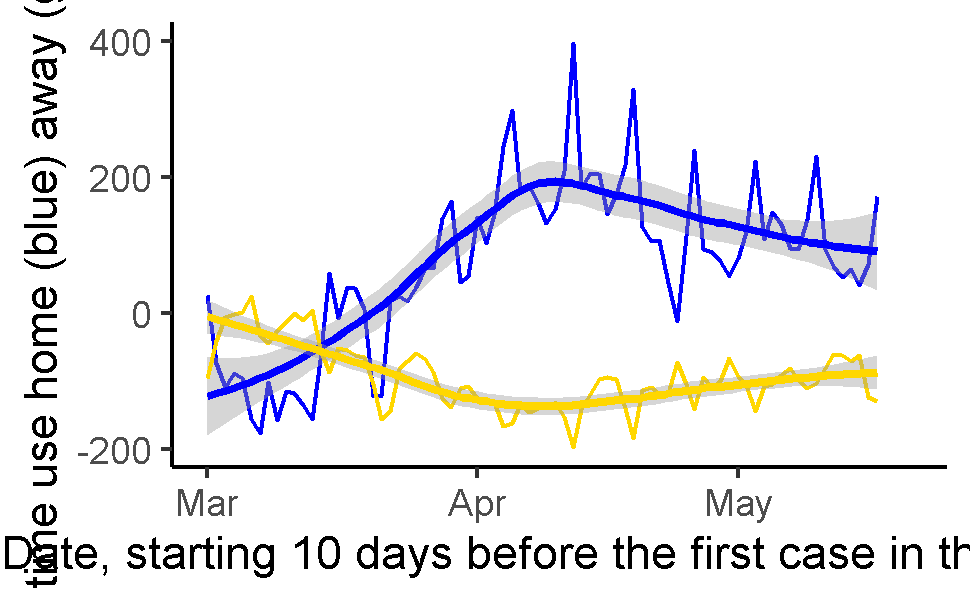 time use home (blue) away (
400
200
0
-200
Mar Apr May
Date, starting 10 days before the first case in th